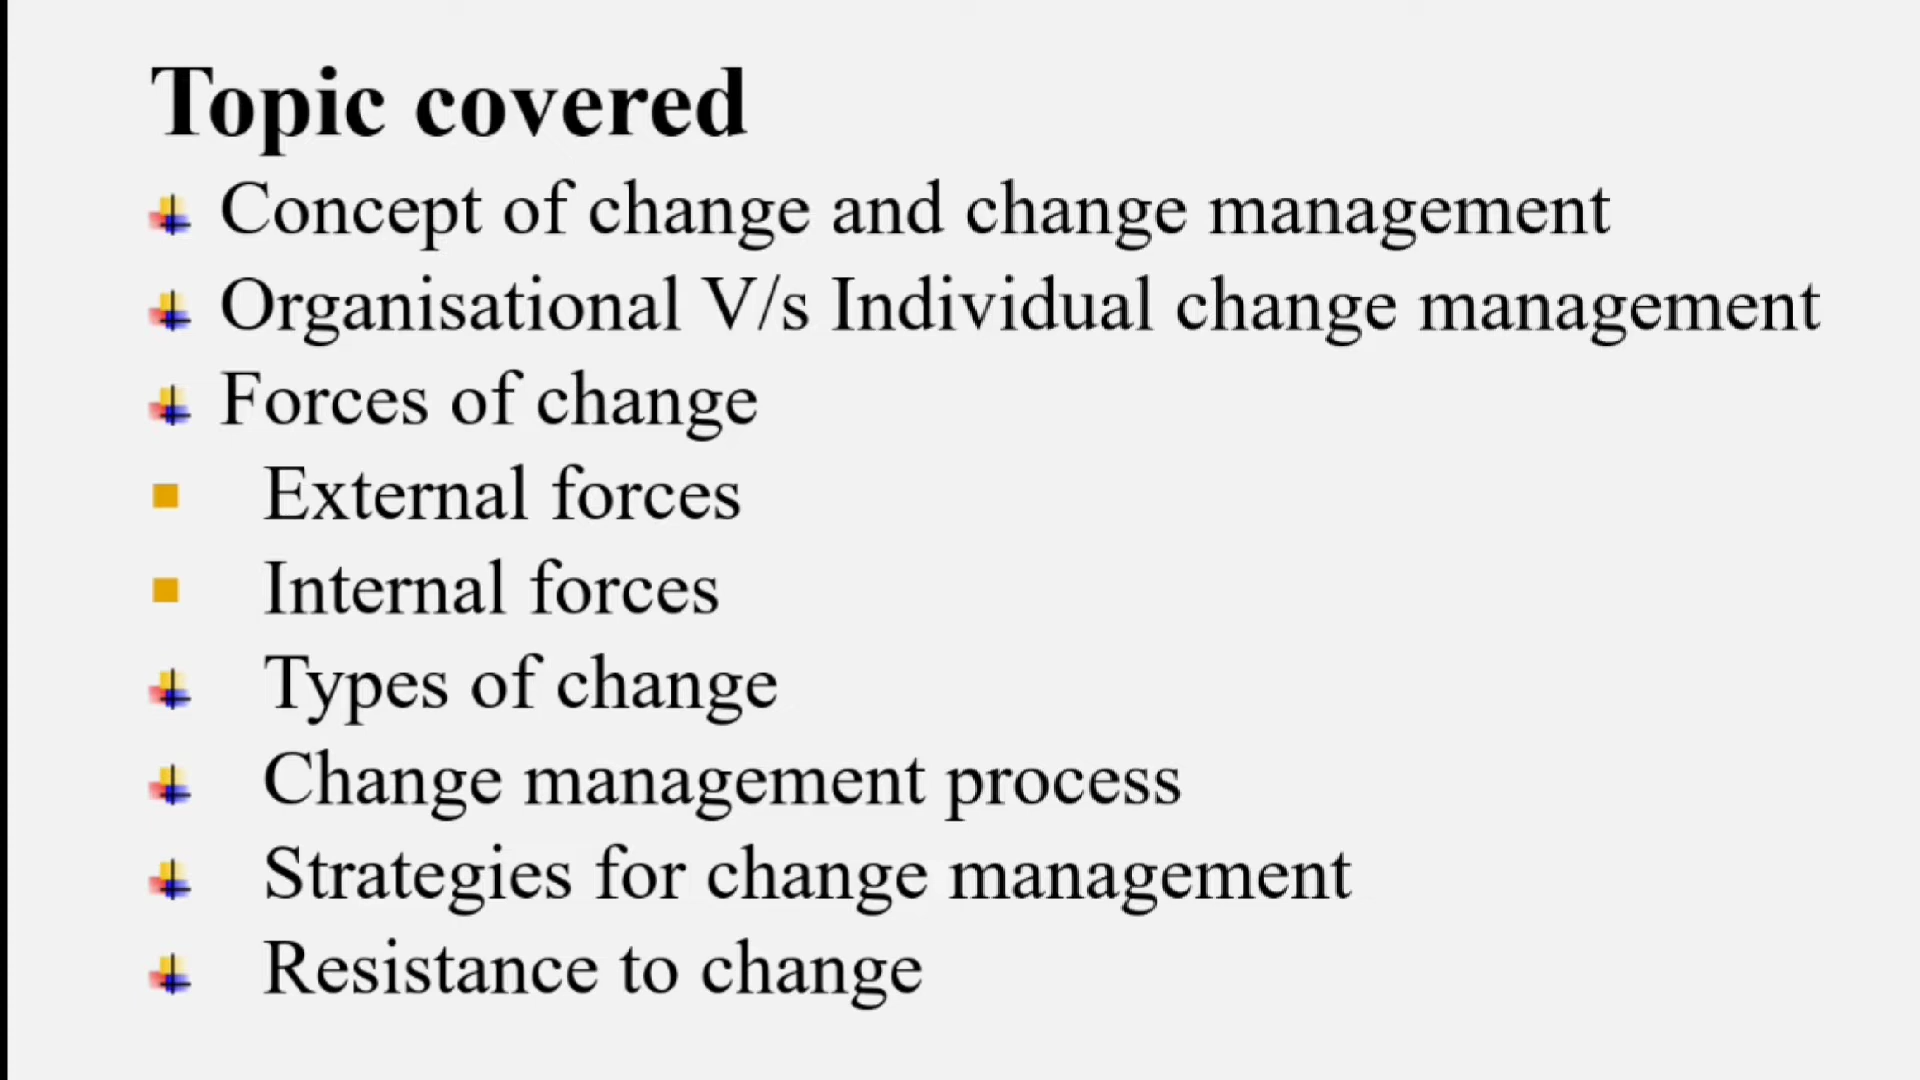 Topic covered
Concept of change and change management
Organisational V/s Individual change management
Forces of change
External forces
Internal forces
Types of change
Change management process
Strategies for change management
Resistance to change